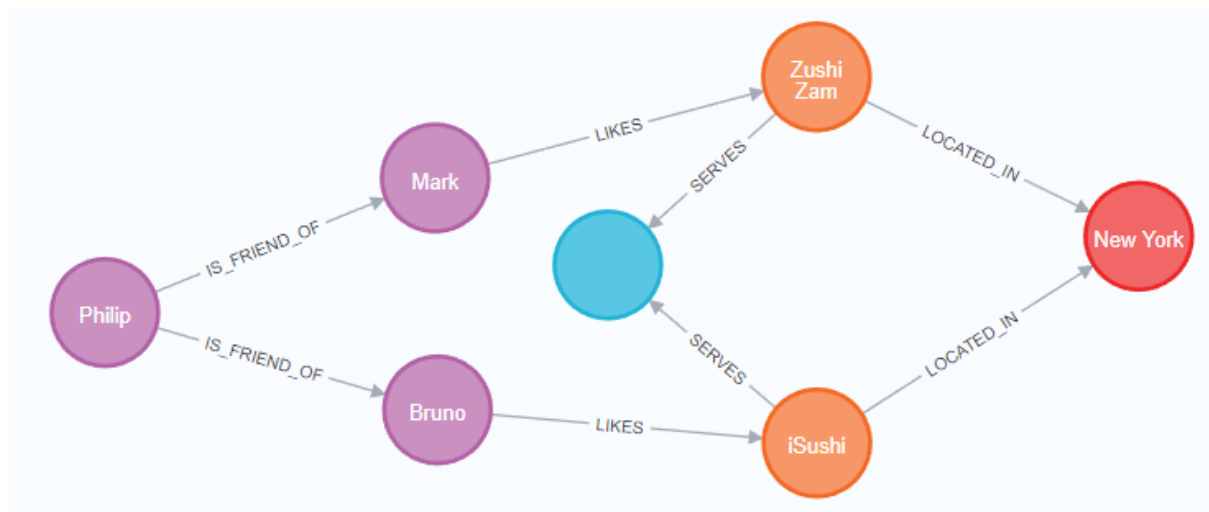 Zushi
Zam
LIKES
LOCATED_IN
Mark
SERVES
IS_FRIEND_OF
New York
Philip
IS_FRIEND_OF
SERVES
LOCATED_IN
Bruno
LIKES
iSushi